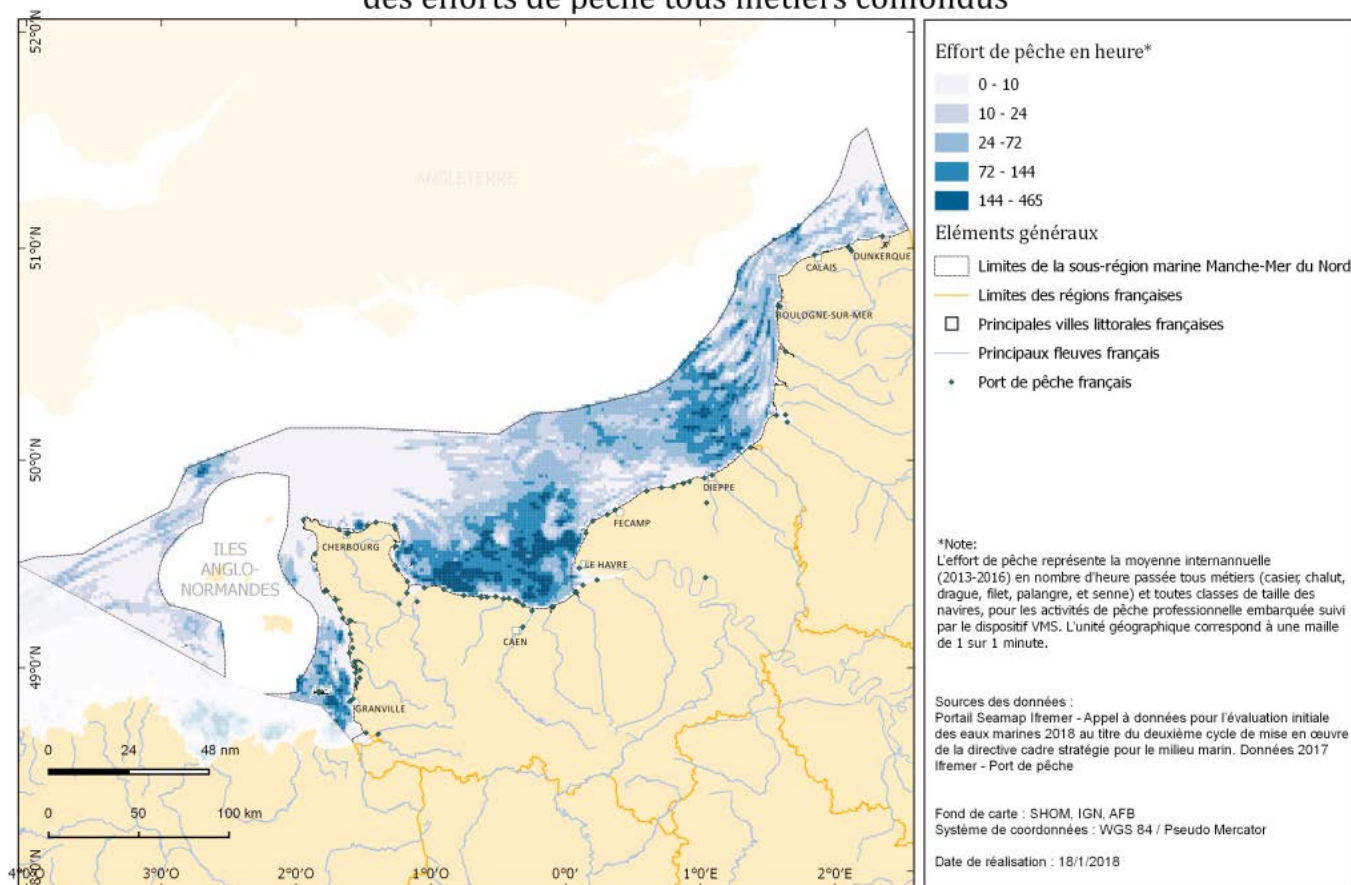 des efforts de pêche tous métiers confondus
52°0'N
51°0'N
50°0'N
49°0'N
48°0'N
4°0'O
3°0'O
2°0'O
1°0'O
0°0'
1°0'E
2°0'E
ANGLETERRE
DUNKERQUE
CALAIS
BOULOGNE-SUR-MER
DIEPPE
FECAMP
LE HAVRE
CHERBOURG
ILES
ANGLO-
NORMANDES
CAEN
GRANVILLE
0 24 48 nm
0 50 100 km
Effort de pêche en heure*
0 - 10
10 - 24
24 -72
72 - 144
144 - 465
Eléments généraux
Limites de la sous-région marine Manche-Mer du Nord
Limites des régions françaises
Principales villes littorales françaises
Principaux fleuves français
Port de pêche français
*Note:
L'effort de pêche représente la moyenne internannuelle
(2013-2016) en nombre d'heure passée tous métiers (casier, chalut,
drague, filet, palangre, et senne) et toutes classes de taille des
navires, pour les activités de pêche professionnelle embarquée suivi
par le dispositif VMS. L'unité géographique correspond à une maille
de 1 sur 1 minute.
Sources des données :
Portail Seamap Ifremer - Appel à données pour l'évaluation initiale
des eaux marines 2018 au titre du deuxième cycle de mise en œuvre
de la directive cadre stratégie pour le milieu marin. Données 2017
Ifremer - Port de pêche
Fond de carte : SHOM, IGN, AFB
Système de coordonnées : WGS 84 / Pseudo Mercator
Date de réalisation : 18/1/2018